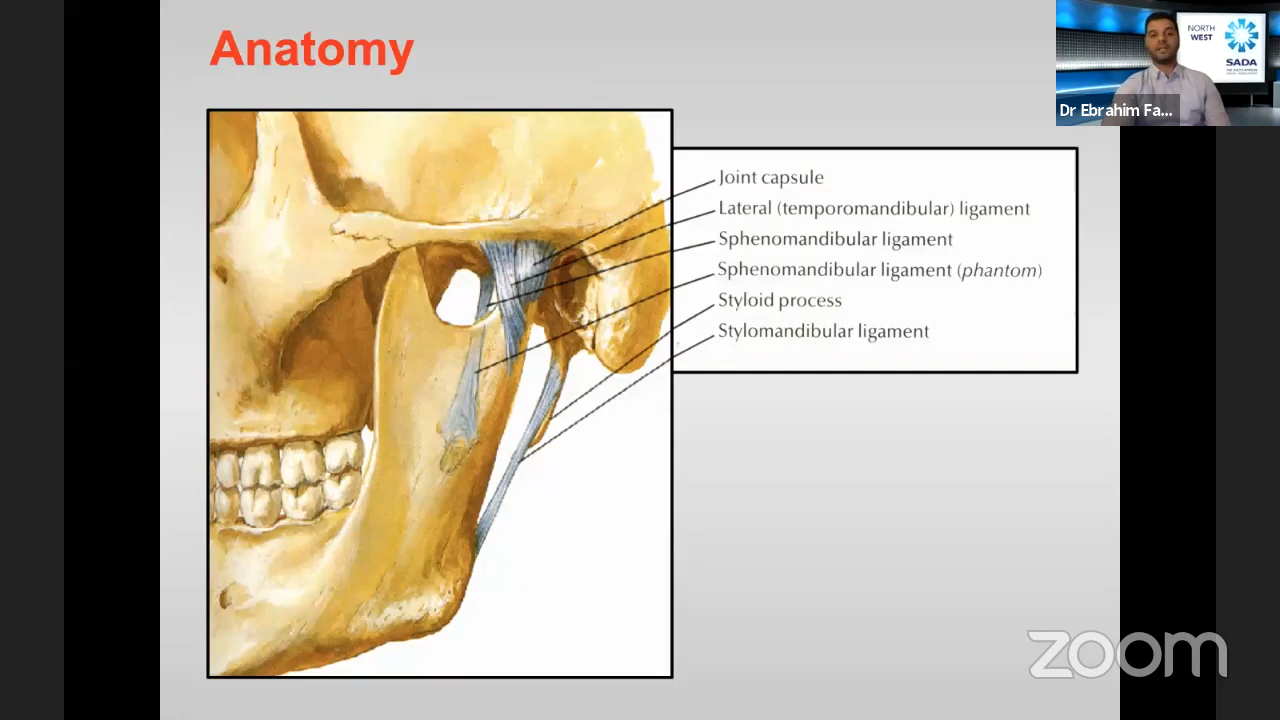 Anatomy
NORTH
WEST
SADA
Dr Ebrahim Fa...
Joint capsule
Lateral (temporomandibular) ligament
Sphenomandibular ligament
Sphenomandibular ligament (phantom)
Styloid process
Stylomandibular ligament
zoom